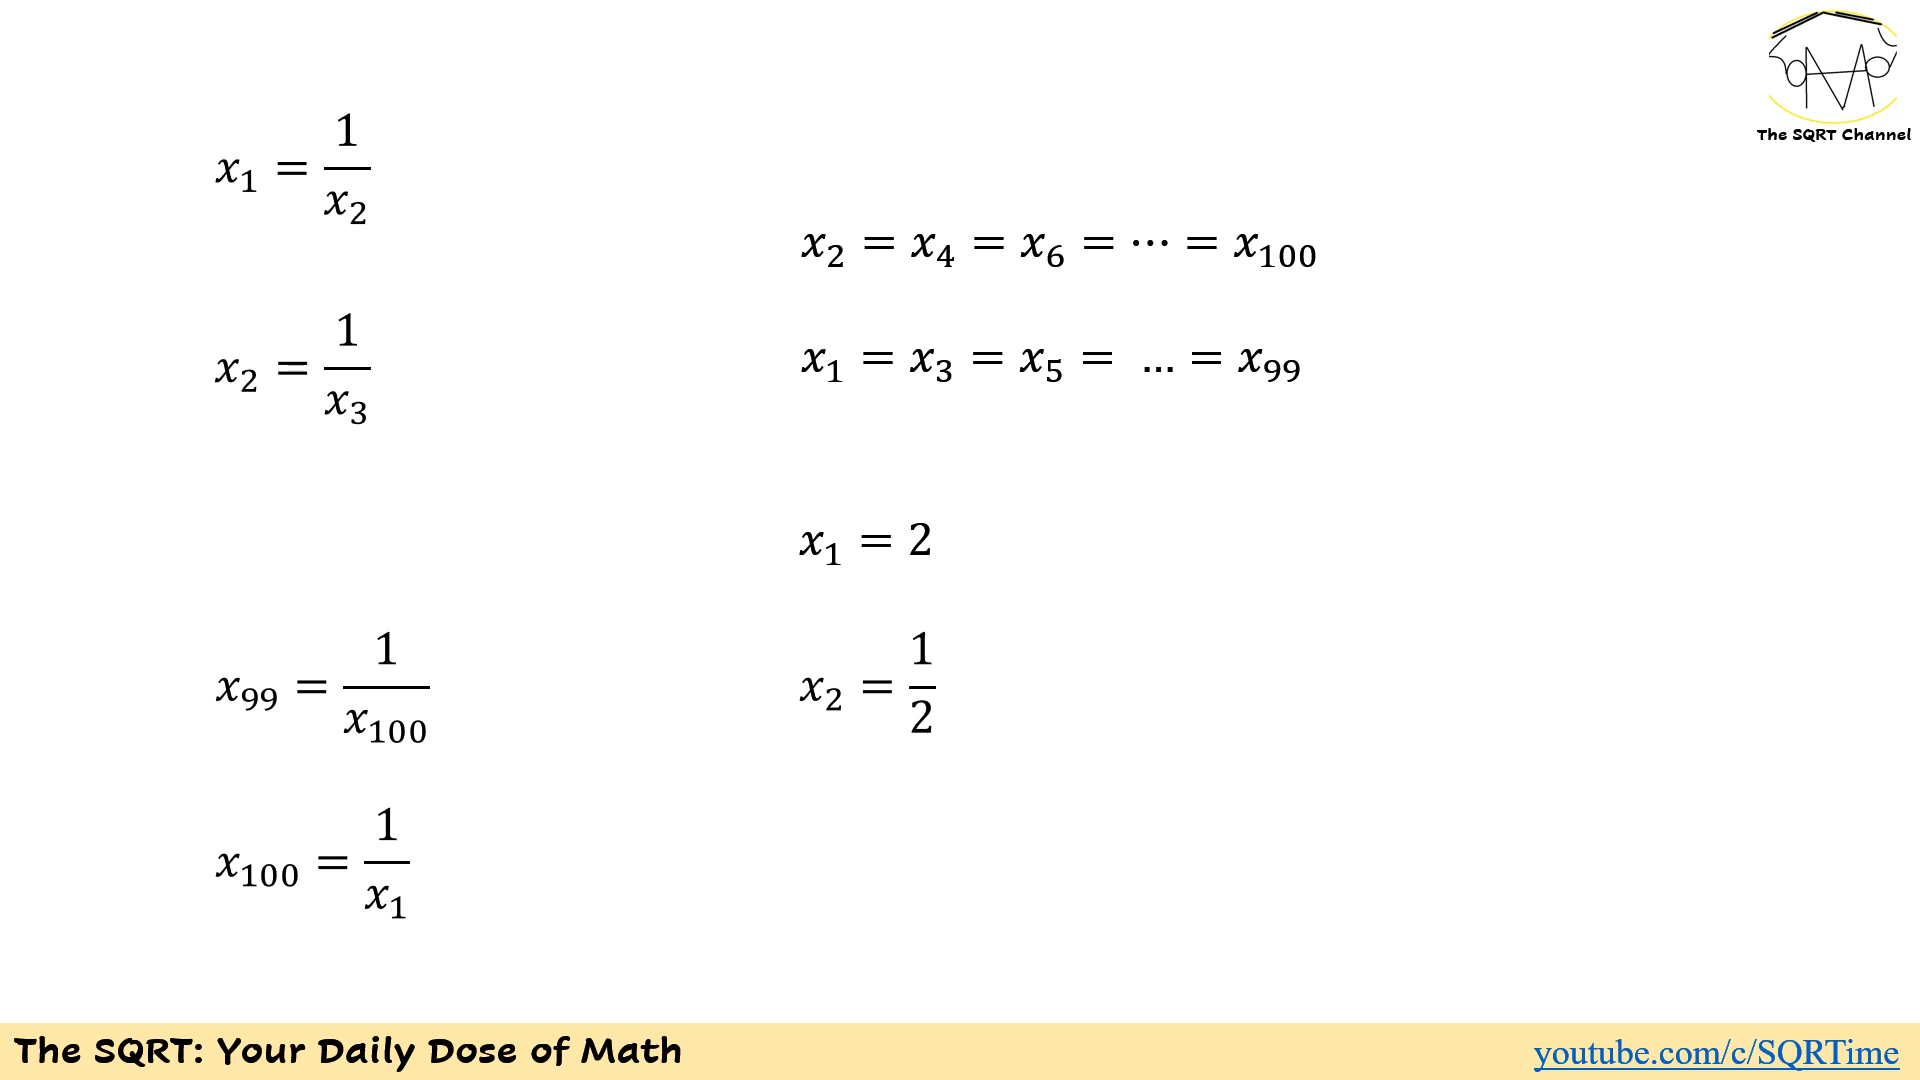 x₁ = 1/x₂
x₂ = 1/x₃
x₉₉ = 1/x₁₀₀
x₁₀₀ = 1/x₁
x₂ = x₄ = x₆ = ⋯ = x₁₀₀
x₁ = x₃ = x₅ = … = x₉₉
x₁ = 2
x₂ = 1/2
The SQRT Channel
The SQRT: Your Daily Dose of Math
youtube.com/c/SQRTime